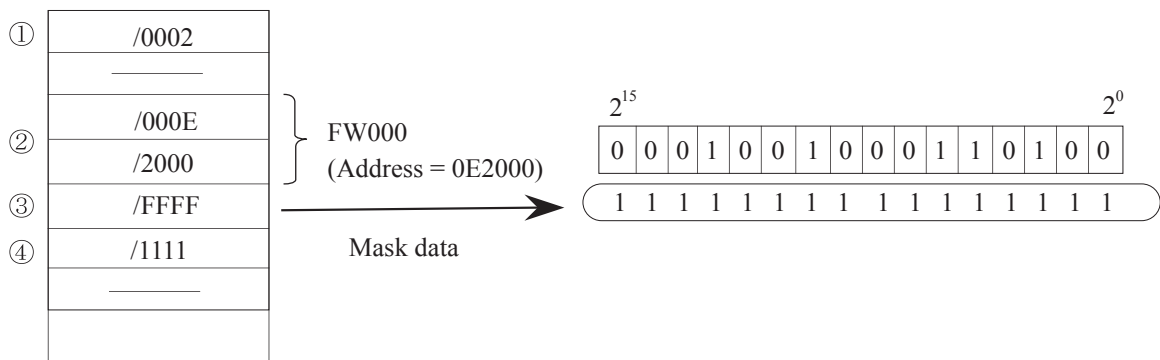 ① /0002
② /000E
/2000
③ /FFFF
④ /1111
FW000
(Address = 0E2000)
Mask data
2^15 2^0
0 0 0 1 0 0 1 0 0 0 1 1 0 1 0 0
1 1 1 1 1 1 1 1 1 1 1 1 1 1 1 1